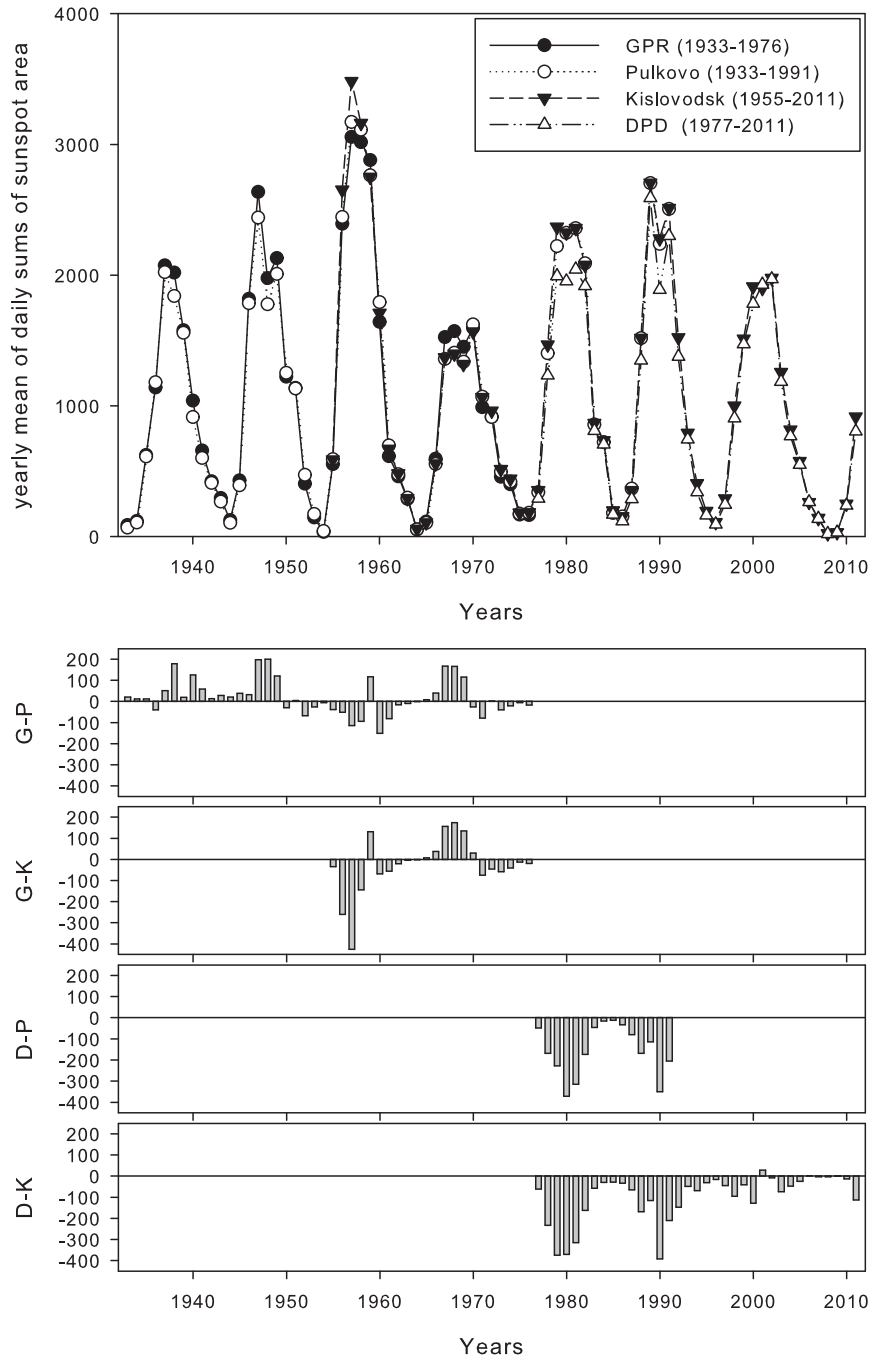 4000
3000
2000
1000
0
yearly mean of daily sums of sunspot area
GPR (1933-1976)
Pulkovo (1933-1991)
Kislovodsk (1955-2011)
DPD (1977-2011)
1940 1950 1960 1970 1980 1990 2000 2010
Years
200
100
0
-100
-200
-300
-400
G-P
200
100
0
-100
-200
-300
-400
G-K
200
100
0
-100
-200
-300
-400
D-P
200
100
0
-100
-200
-300
-400
D-K
1940 1950 1960 1970 1980 1990 2000 2010
Years